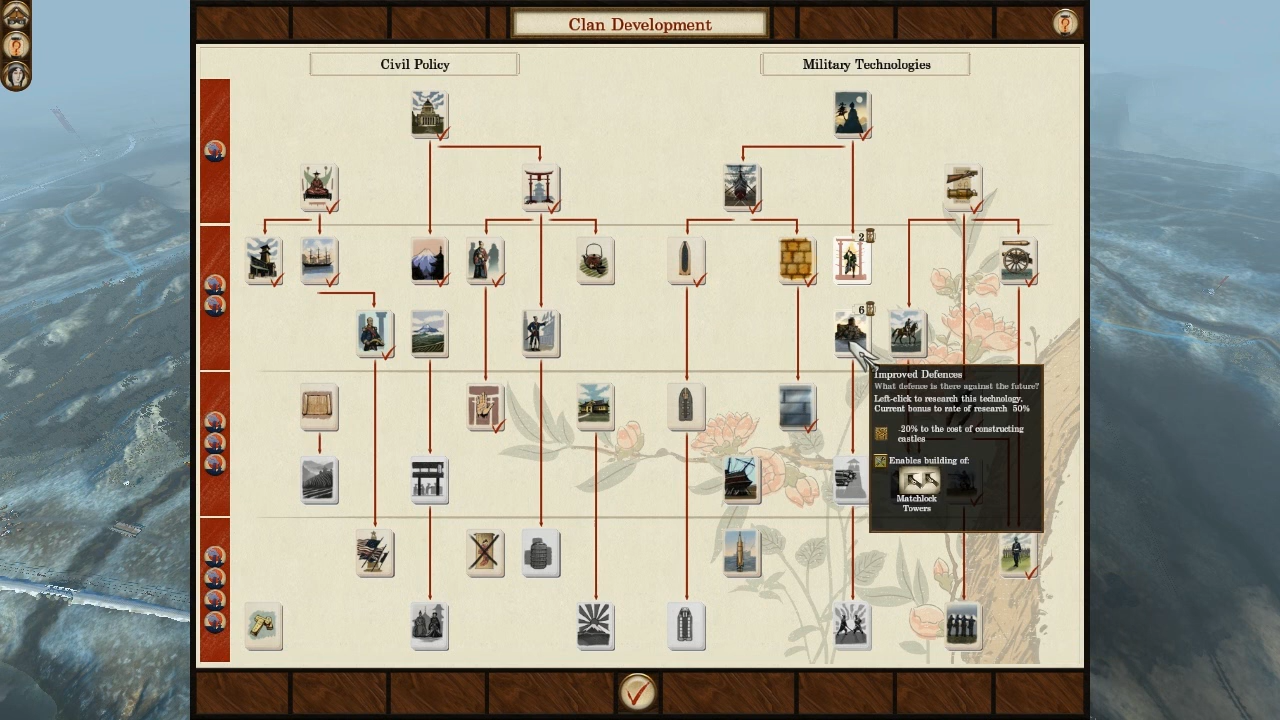 Clan Development
Civil Policy
Military Technologies
2
6
Improved Defences
What defence is there against the future?
Left-click to research this technology.
Current bonus to rate of research 50%
-20% to the cost of constructing
castles
Enables building of:
Matchlock
Towers